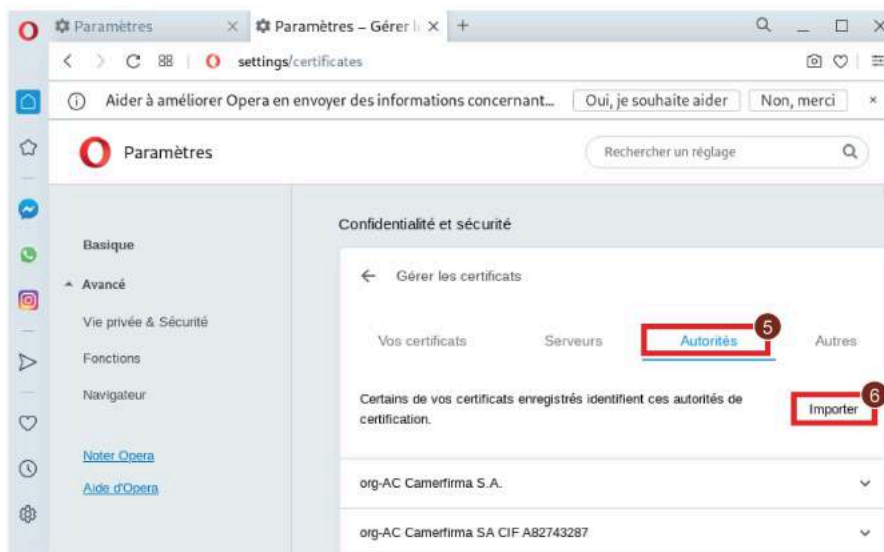 Paramètres
Paramètres – Gérer l
settings/certificates
Aider à améliorer Opera en envoyer des informations concernant...
Oui, je souhaite aider
Non, merci
Paramètres
Rechercher un réglage
Confidentialité et sécurité
Basique
Gérer les certificats
Avancé
Vie privée & Sécurité
Vos certificats
Serveurs
Autorités
5
Autres
Fonctions
Navigateur
Certains de vos certificats enregistrés identifient ces autorités de
certification.
Importer
6
Noter Opera
Aide d'Opera
org-AC Camerfirma S.A.
org-AC Camerfirma SA CIF A82743287